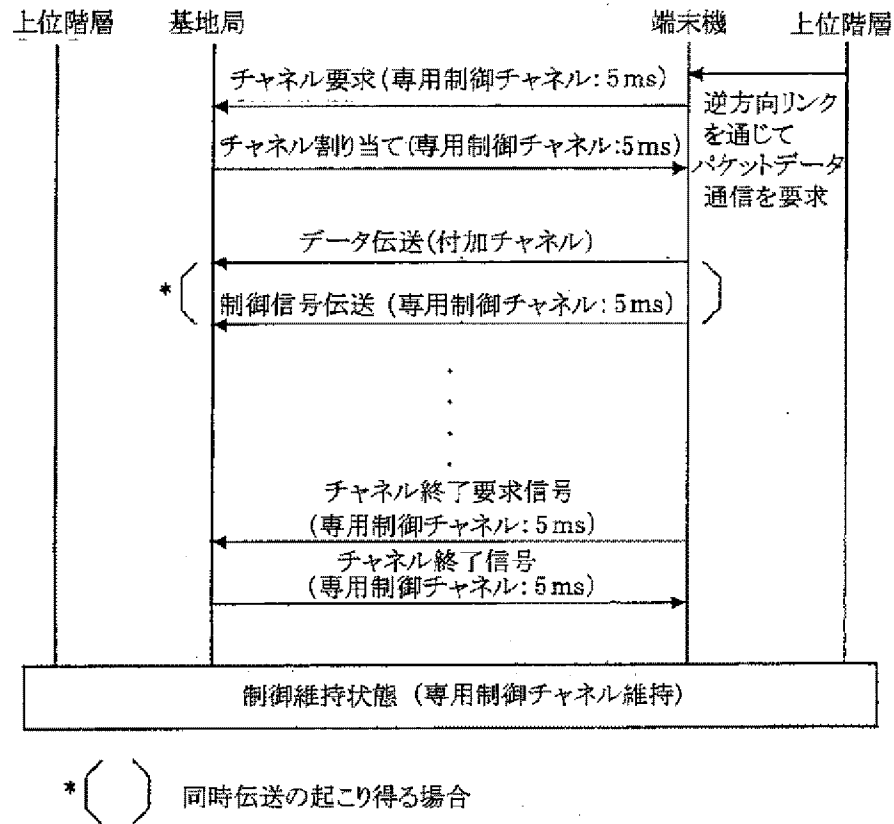 上位階層 基地局 端末機 上位階層
チャネル要求(専用制御チャネル:5ms)
逆方向リンク
を通じて
パケットデータ
通信を要求
チャネル割り当て(専用制御チャネル:5ms)
データ伝送(付加チャネル)
*( )
制御信号伝送 (専用制御チャネル:5ms)
チャネル終了要求信号
(専用制御チャネル:5ms)
チャネル終了信号
(専用制御チャネル:5ms)
制御維持状態 (専用制御チャネル維持)
*( ) 同時伝送の起こり得る場合